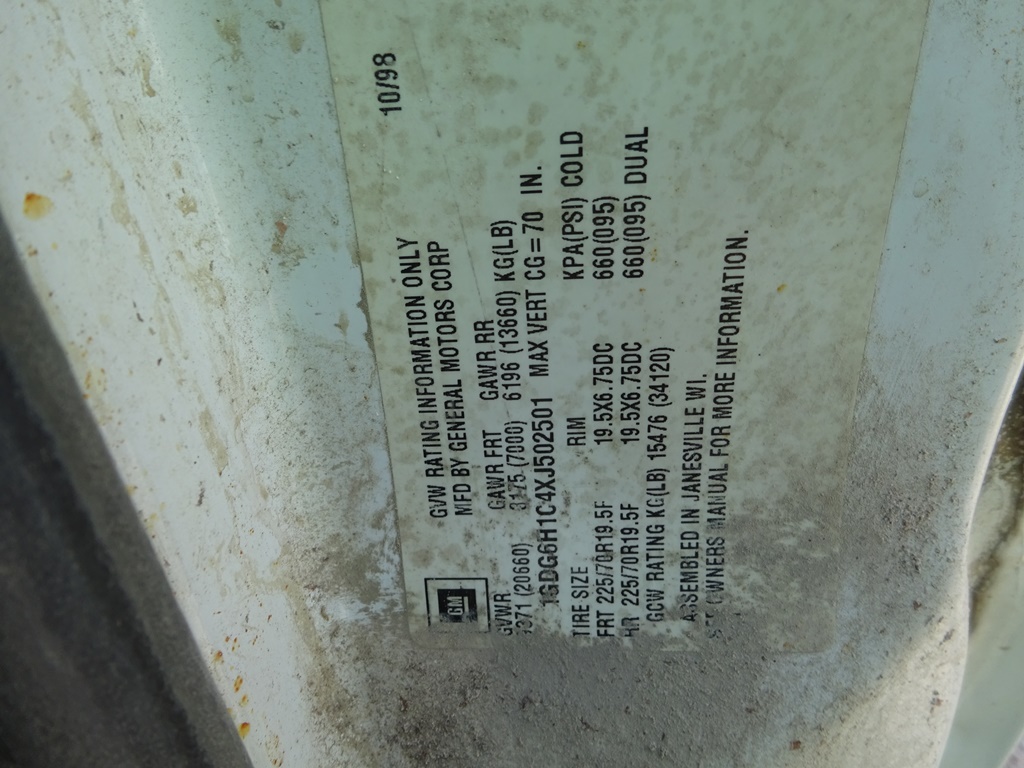 10/98
GVW RATING INFORMATION ONLY
GM MFD BY GENERAL MOTORS CORP
GVWR GAWR FRT GAWR RR
9371 (20660) 3175 (7000) 6196 (13660) KG(LB)
1GDG6H1C4XJ502501 MAX VERT CG = 70 IN.
TIRE SIZE RIM KPA(PSI) COLD
FRT 225/70R19.5F 19.5X6.75DC 660(095)
RR 225/70R19.5F 19.5X6.75DC 660(095) DUAL
GCW RATING KG(LB) 15476 (34120)
ASSEMBLED IN JANESVILLE WI.
SEE OWNERS MANUAL FOR MORE INFORMATION.